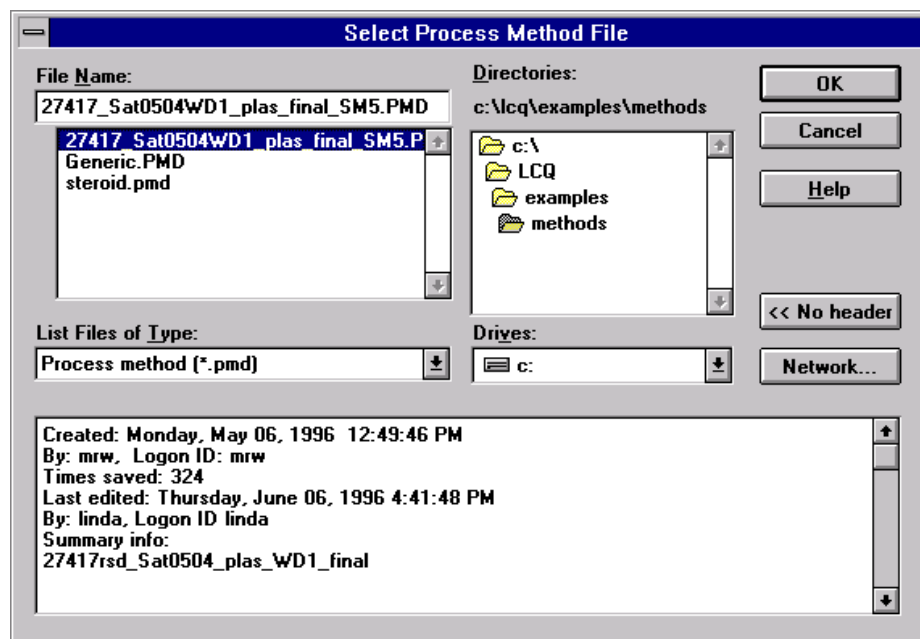 Select Process Method File
File Name:
27417_Sat0504WD1_plas_final_SM5.PMD
27417_Sat0504WD1_plas_final_SM5.P
Generic.PMD
steroid.pmd
List Files of Type:
Process method (*.pmd)
Directories:
c:\lcq\examples\methods
c:\
LCQ
examples
methods
Drives:
c:
OK
Cancel
Help
<< No header
Network...
Created: Monday, May 06, 1996  12:49:46 PM
By: mrw,  Logon ID: mrw
Times saved: 324
Last edited: Thursday, June 06, 1996 4:41:48 PM
By: linda, Logon ID linda
Summary info:
27417rsd_Sat0504_plas_WD1_final